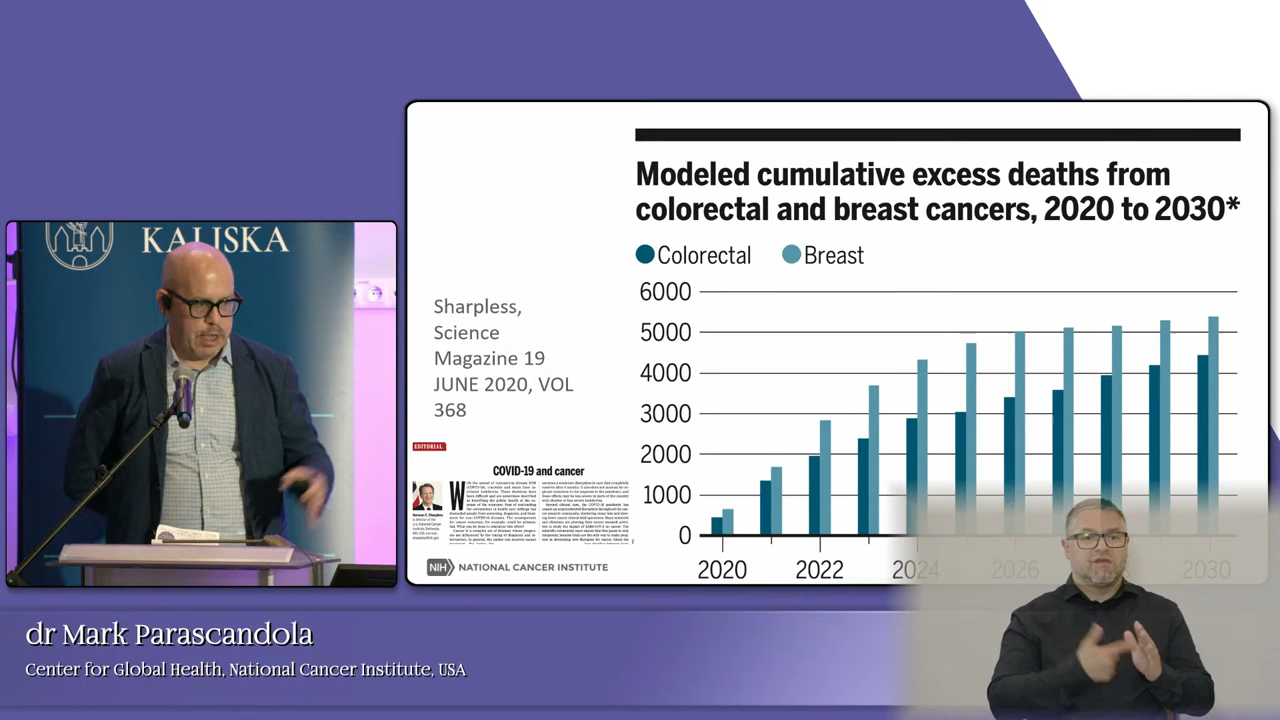 KALISKA
Modeled cumulative excess deaths from
colorectal and breast cancers, 2020 to 2030*
Colorectal
Breast
6000
5000
4000
3000
2000
1000
0
2020
2022
2024
2026
2028
2030
Sharpless,
Science
Magazine 19
JUNE 2020, VOL
368
EDITORIAL
COVID-19 and cancer
NIH NATIONAL CANCER INSTITUTE
dr Mark Parascandola
Center for Global Health, National Cancer Institute, USA